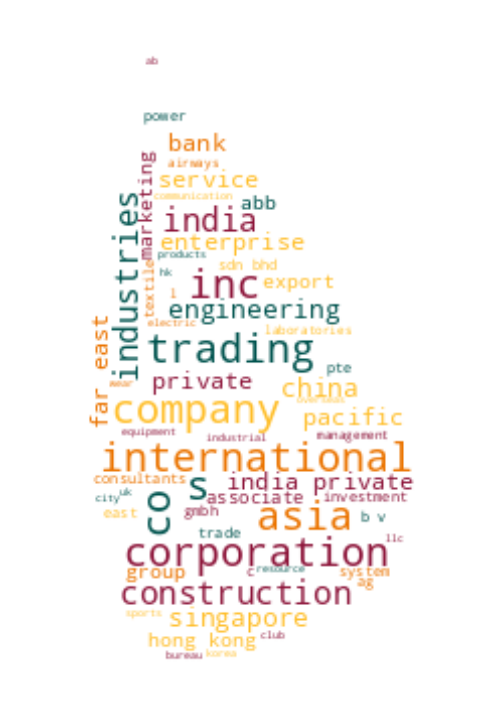 ab
power
bank
marketing
airways
service
communication
industries
abb
india
enterprise
products
sdn bhd
hk
textile
inc
export
l
engineering
electric
laboratories
far east
trading
pte
wear
private
china
overseas
company
pacific
equipment
industrial
management
international
consultants
s
india private
city
uk
co
associate
investment
east
gmbh
asia
b v
trade
llc
corporation
group
c
resource
system
ag
construction
sports
singapore
hong kong
club
bureau
korea